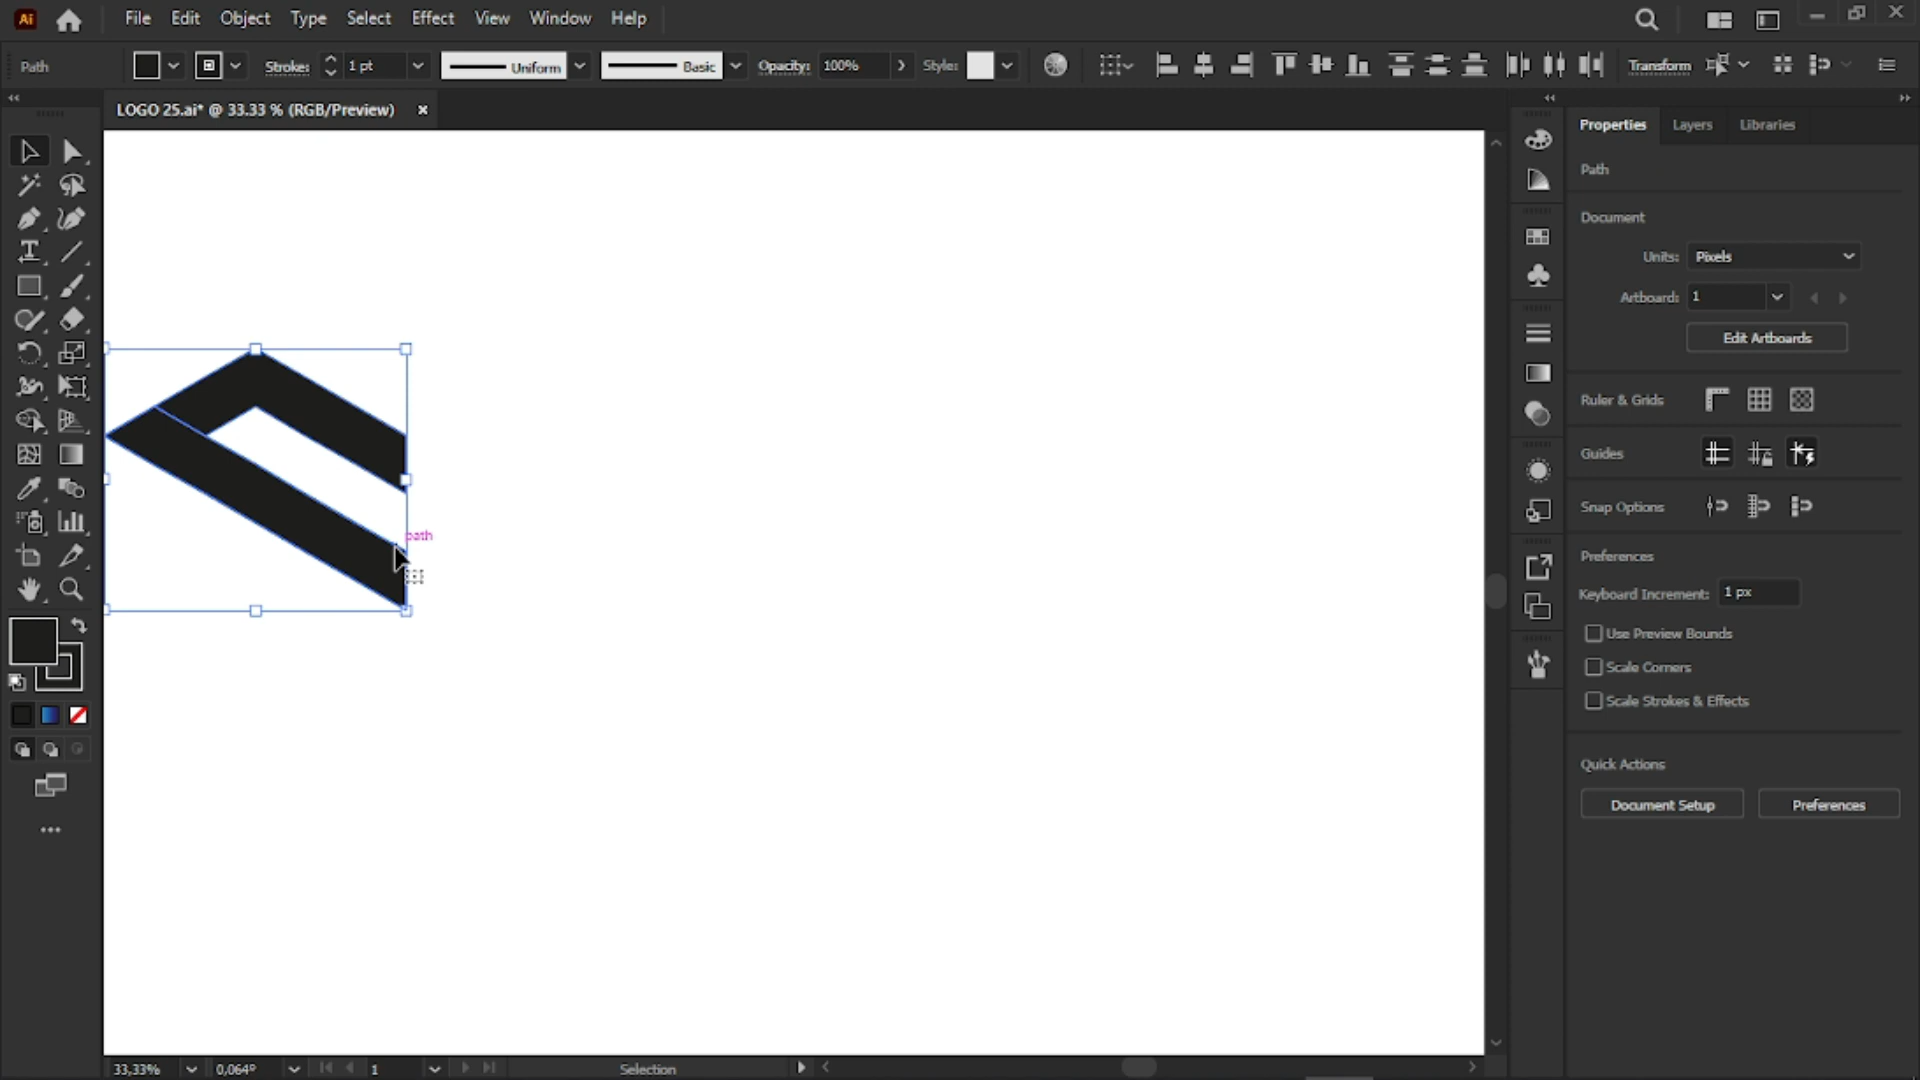 Ai File Edit Object Type Select Effect View Window Help
Path Stroke: 1 pt Uniform Basic Opacity: 100% Style: Transform
LOGO 25.ai* @ 33.33 % (RGB/Preview) ×
Properties Layers Libraries
Path
Document
Units: Pixels
Artboard: 1
Edit Artboards
Ruler & Grids
Guides
Snap Options
path
Preferences
Keyboard Increment: 1 px
Use Preview Bounds
Scale Corners
Scale Strokes & Effects
Quick Actions
Document Setup Preferences
33,33% 0,064° 1 Selection